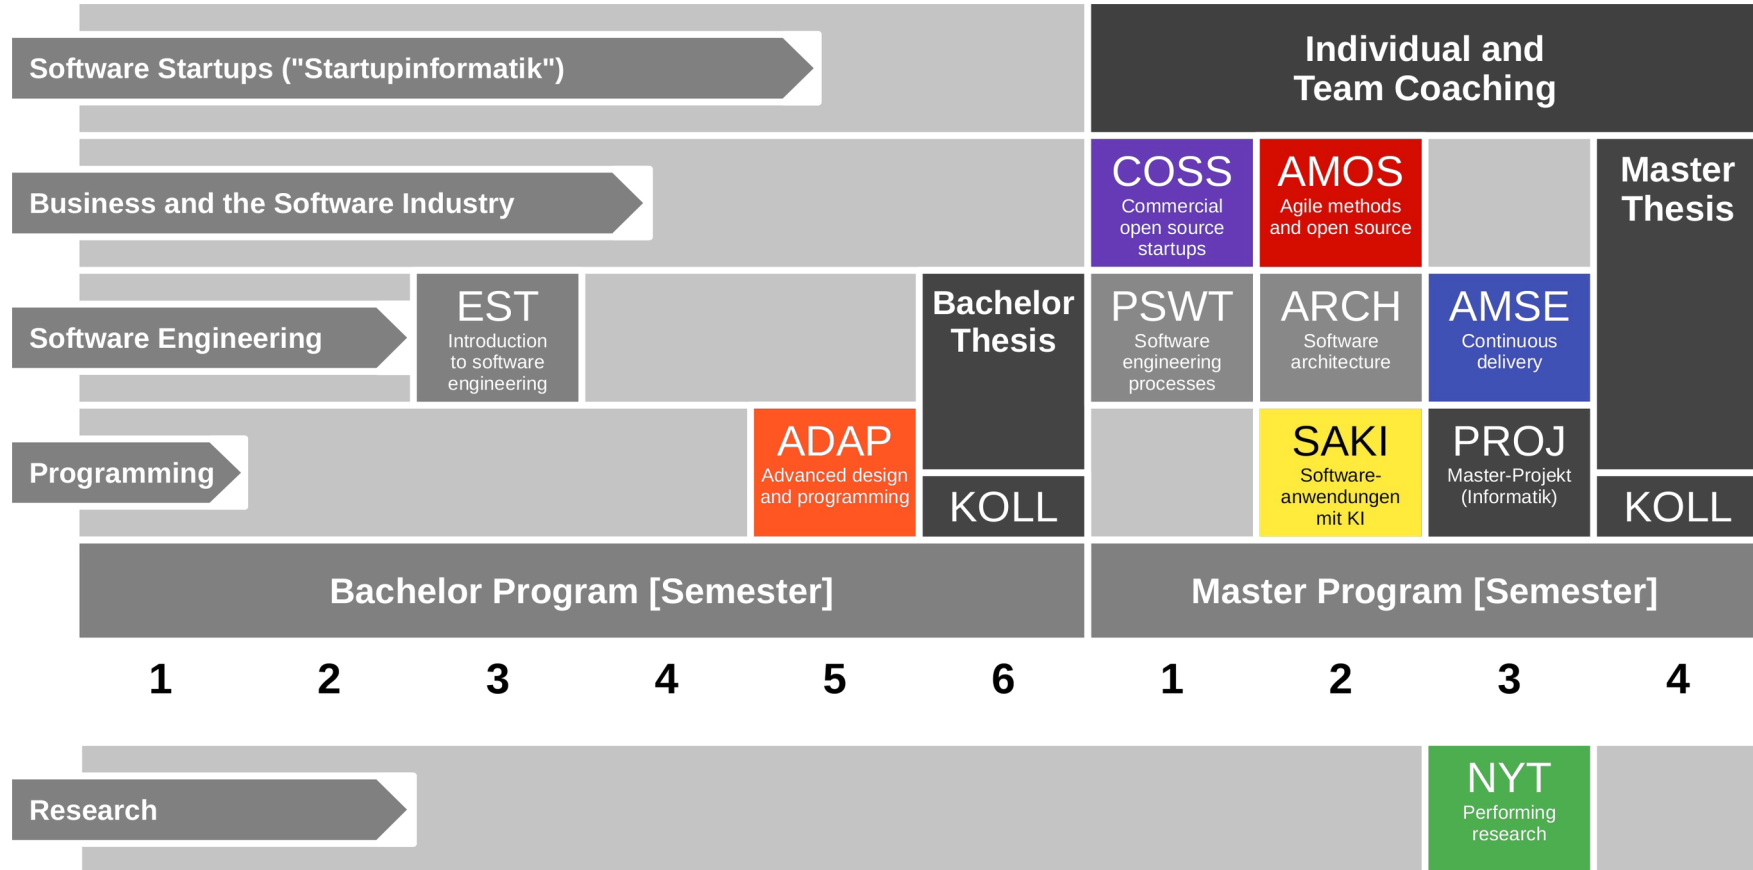 Software Startups ("Startupinformatik")
Individual and
Team Coaching
Business and the Software Industry
COSS
Commercial
open source
startups
AMOS
Agile methods
and open source
Master
Thesis
Software Engineering
EST
Introduction
to software
engineering
Bachelor
Thesis
PSWT
Software
engineering
processes
ARCH
Software
architecture
AMSE
Continuous
delivery
Programming
ADAP
Advanced design
and programming
KOLL
SAKI
Software-
anwendungen
mit KI
PROJ
Master-Projekt
(Informatik)
KOLL
Bachelor Program [Semester]
Master Program [Semester]
1 2 3 4 5 6 1 2 3 4
Research
NYT
Performing
research